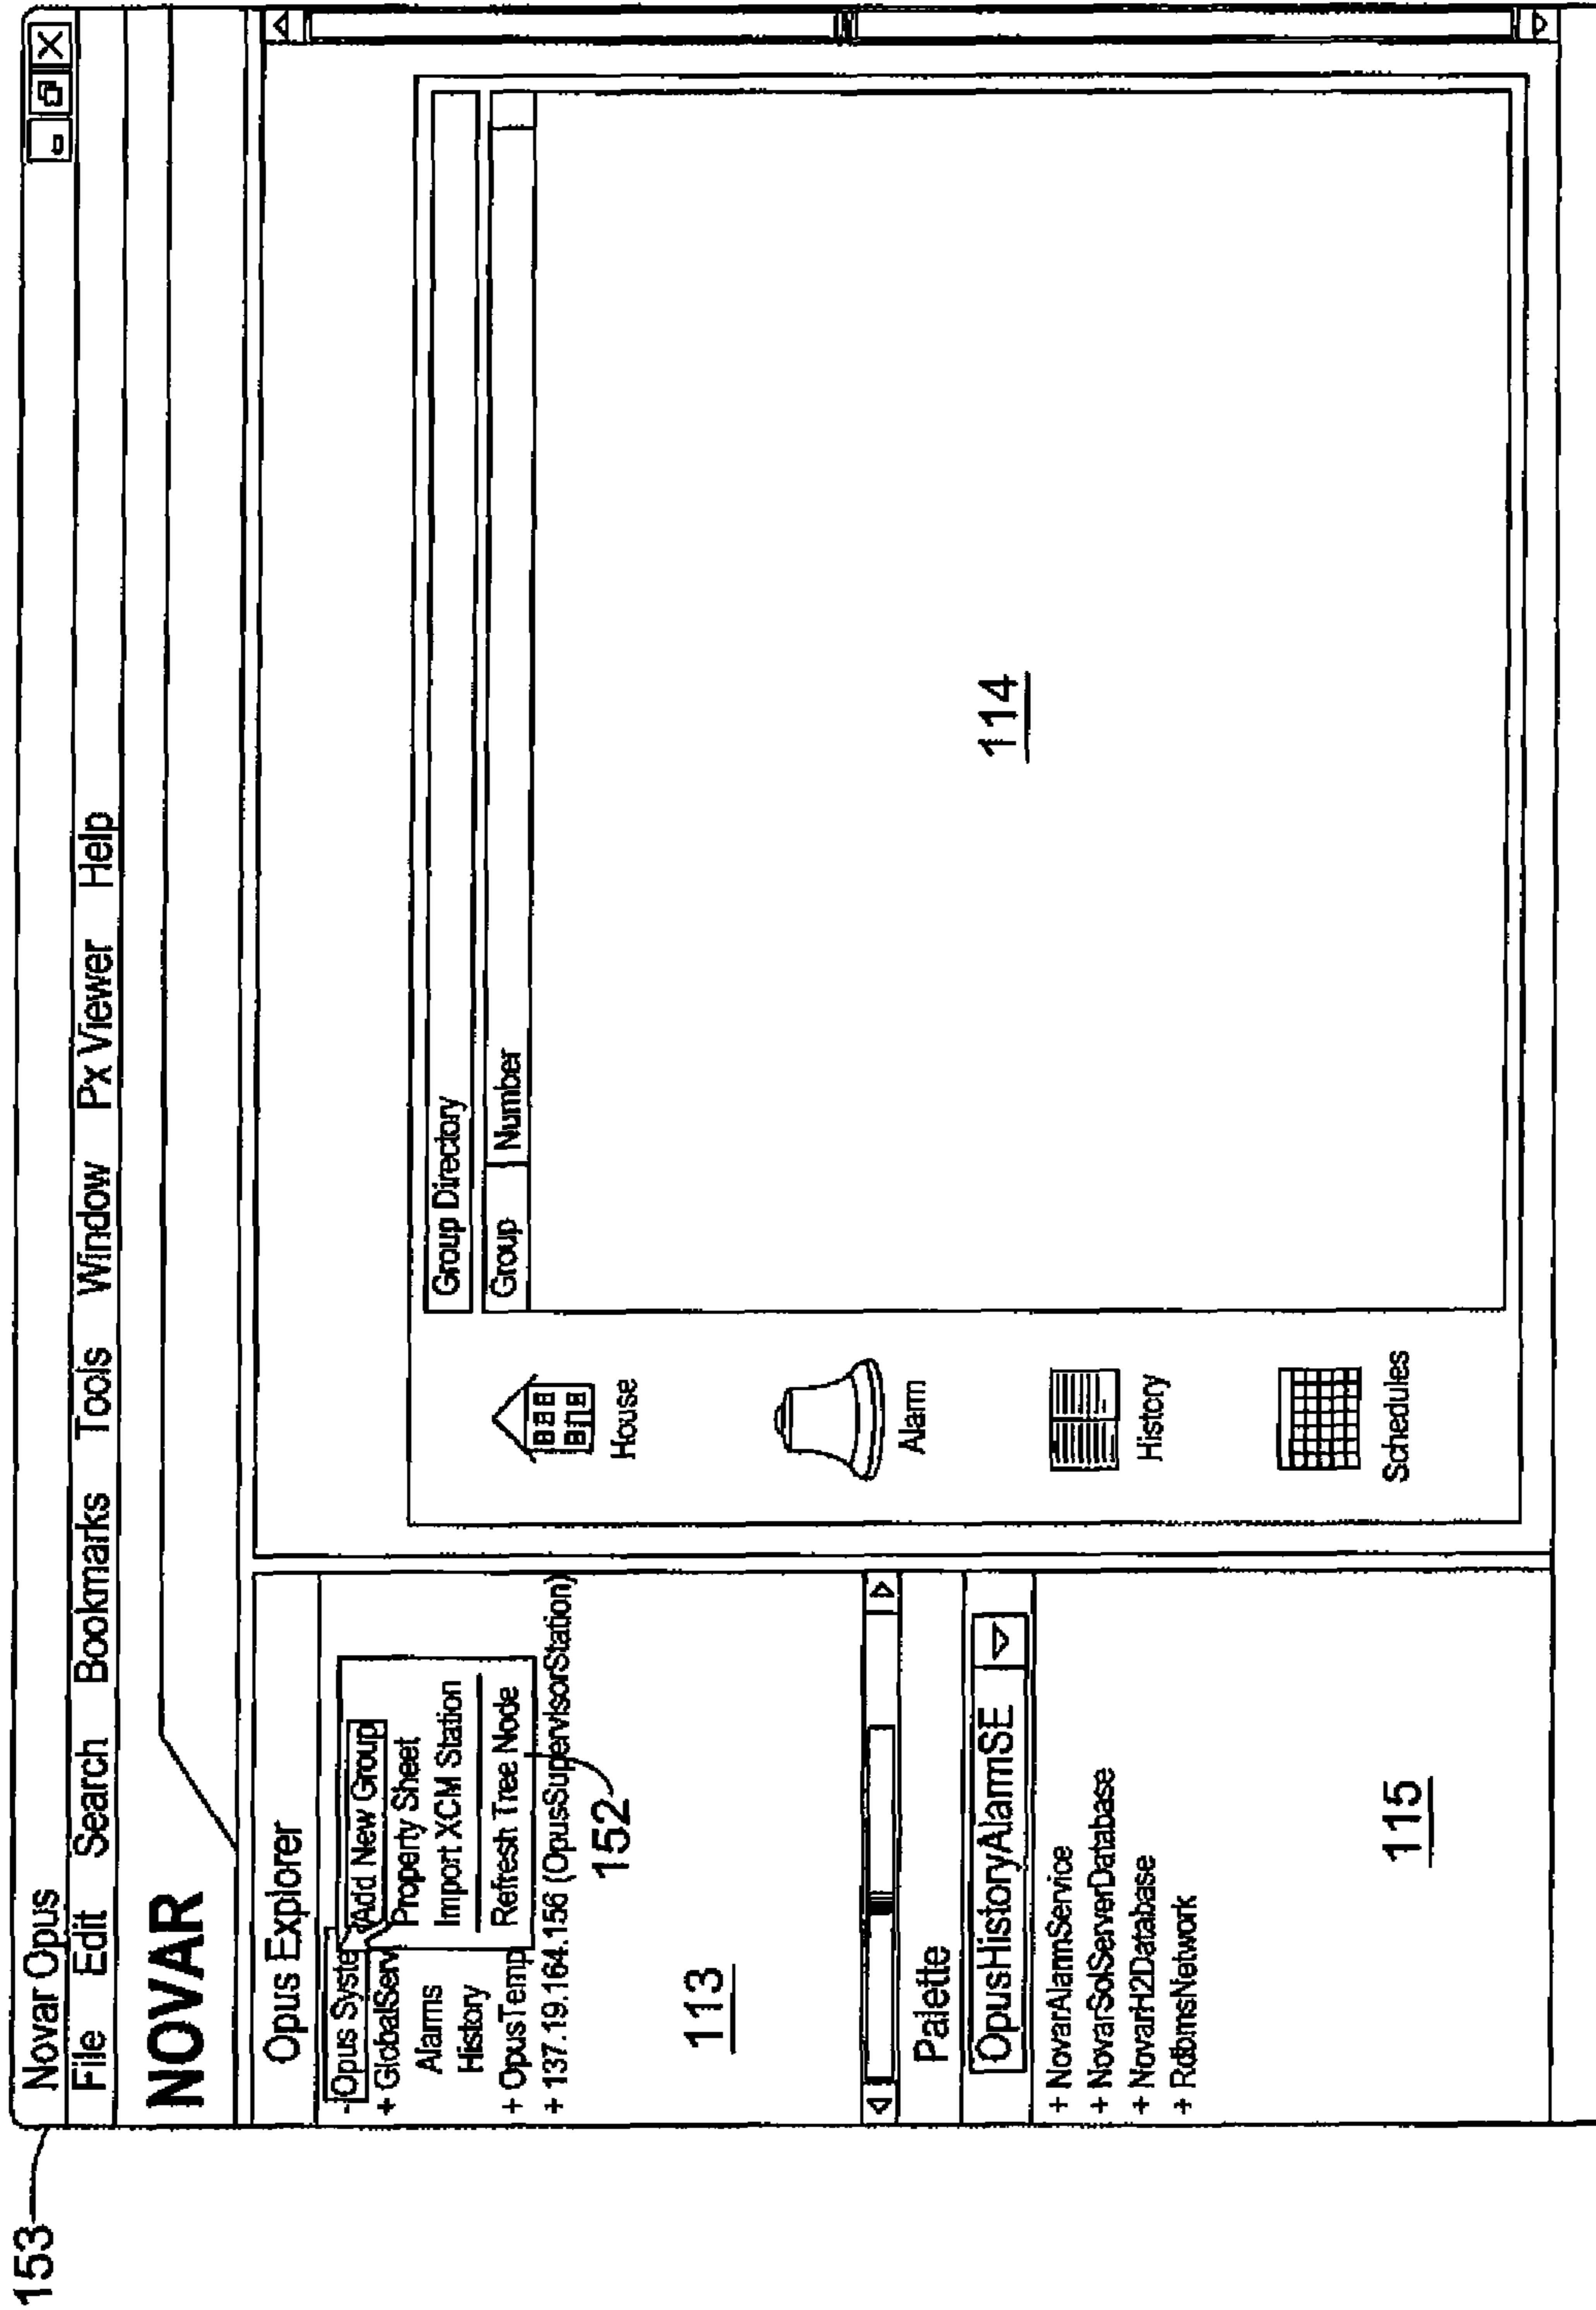 153
Novar Opus
File Edit Search Bookmarks Tools Window Px Viewer Help
NOVAR
Opus Explorer
- Opus Syste
Add New Group
Property Sheet
Import XCM Station
Refresh Tree Node
+ GlobalServ
Alarms
History
+ OpusTemp
+ 137.19.164.156 (OpusSupervisorStation)
152
113
Palette
OpusHistoryAlarmSE
+ NovarAlarmService
+ NovarSolServerDatabase
+ NovarH2Database
+ RdbmsNetwork
115
House
Alarm
History
Schedules
Group Directory
Group Number
114